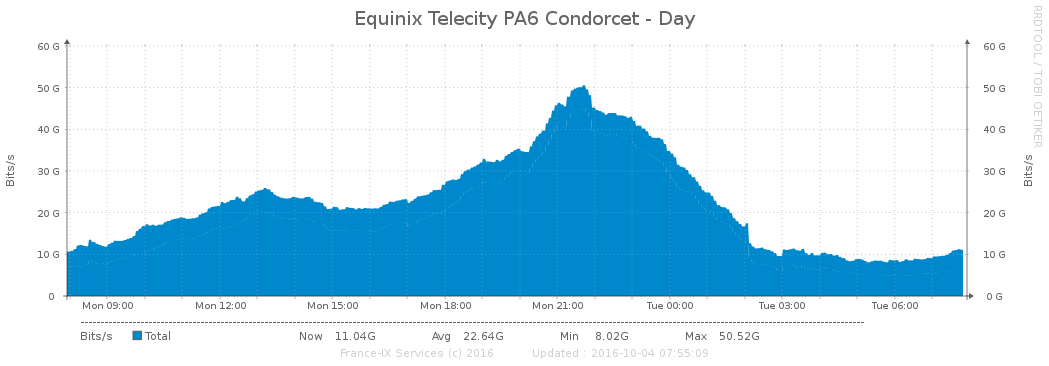 Equinix Telecity PA6 Condorcet - Day
RRDTOOL / TOBI OETIKER
Bits/s
Bits/s
60 G 60 G
50 G 50 G
40 G 40 G
30 G 30 G
20 G 20 G
10 G 10 G
0 0 G
Mon 09:00 Mon 12:00 Mon 15:00 Mon 18:00 Mon 21:00 Tue 00:00 Tue 03:00 Tue 06:00
Bits/s Total Now 11.04G Avg 22.64G Min 8.02G Max 50.52G
France-IX Services (c) 2016 Updated : 2016-10-04 07:55:09